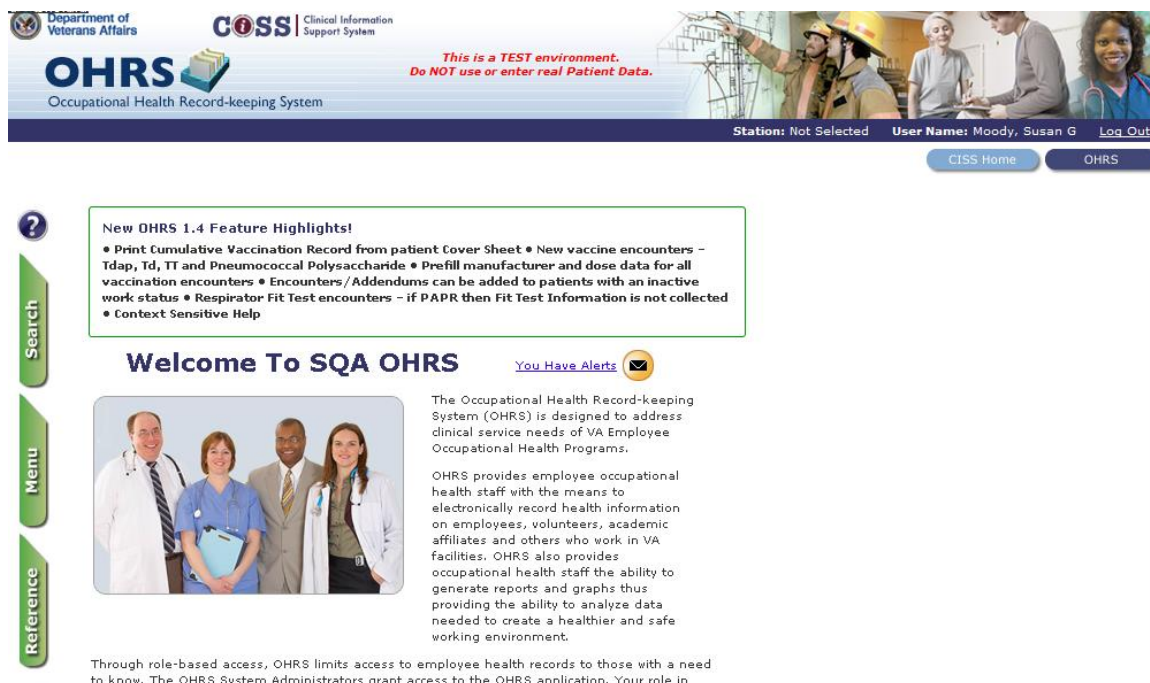 Department of
Veterans Affairs
CISS Clinical Information
Support System
This is a TEST environment.
Do NOT use or enter real Patient Data.
OHRS
Occupational Health Record-keeping System
Station: Not Selected User Name: Moody, Susan G Log Out
CISS Home OHRS
?
New OHRS 1.4 Feature Highlights!
• Print Cumulative Vaccination Record from patient Cover Sheet • New vaccine encounters –
Tdap, Td, TT and Pneumococcal Polysaccharide • Prefill manufacturer and dose data for all
vaccination encounters • Encounters/Addendums can be added to patients with an inactive
work status • Respirator Fit Test encounters – if PAPR then Fit Test Information is not collected
• Context Sensitive Help
Search
Menu
Reference
Welcome To SQA OHRS You Have Alerts
The Occupational Health Record-keeping
System (OHRS) is designed to address
clinical service needs of VA Employee
Occupational Health Programs.
OHRS provides employee occupational
health staff with the means to
electronically record health information
on employees, volunteers, academic
affiliates and others who work in VA
facilities. OHRS also provides
occupational health staff the ability to
generate reports and graphs thus
providing the ability to analyze data
needed to create a healthier and safe
working environment.
Through role-based access, OHRS limits access to employee health records to those with a need
to know. The OHRS System Administrators grant access to the OHRS application. Your role in